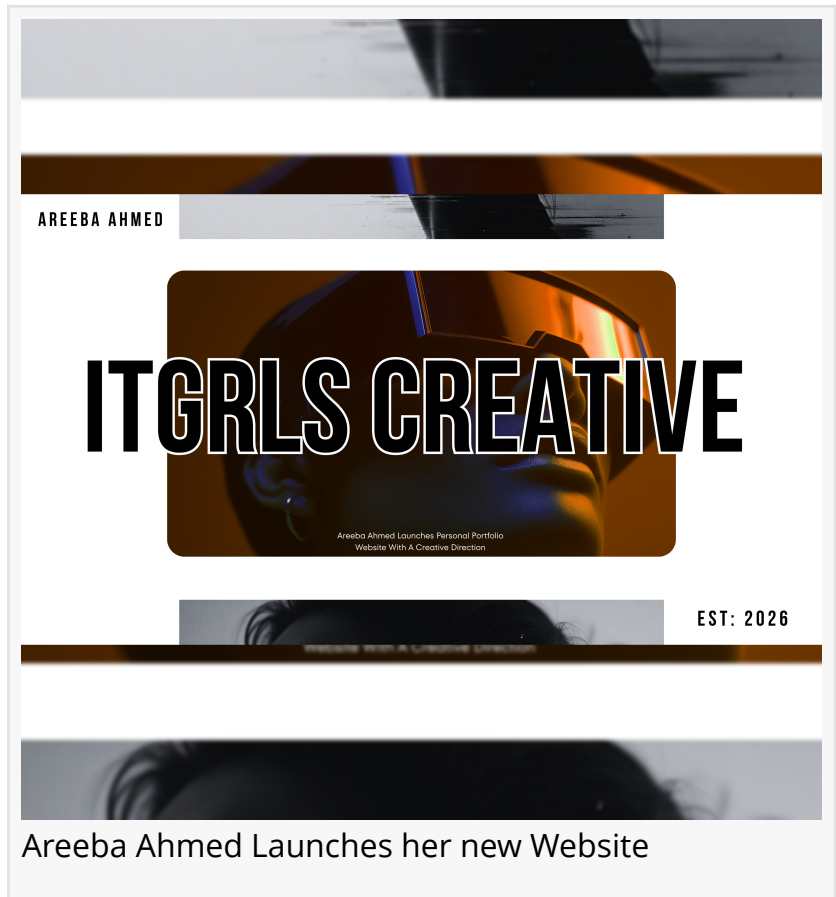 AREEBA AHMED
ITGRLS CREATIVE
Areeba Ahmed Launches Personal Portfolio
Website With A Creative Direction
EST: 2026
Website With A Creative Direction
Areeba Ahmed Launches her new Website